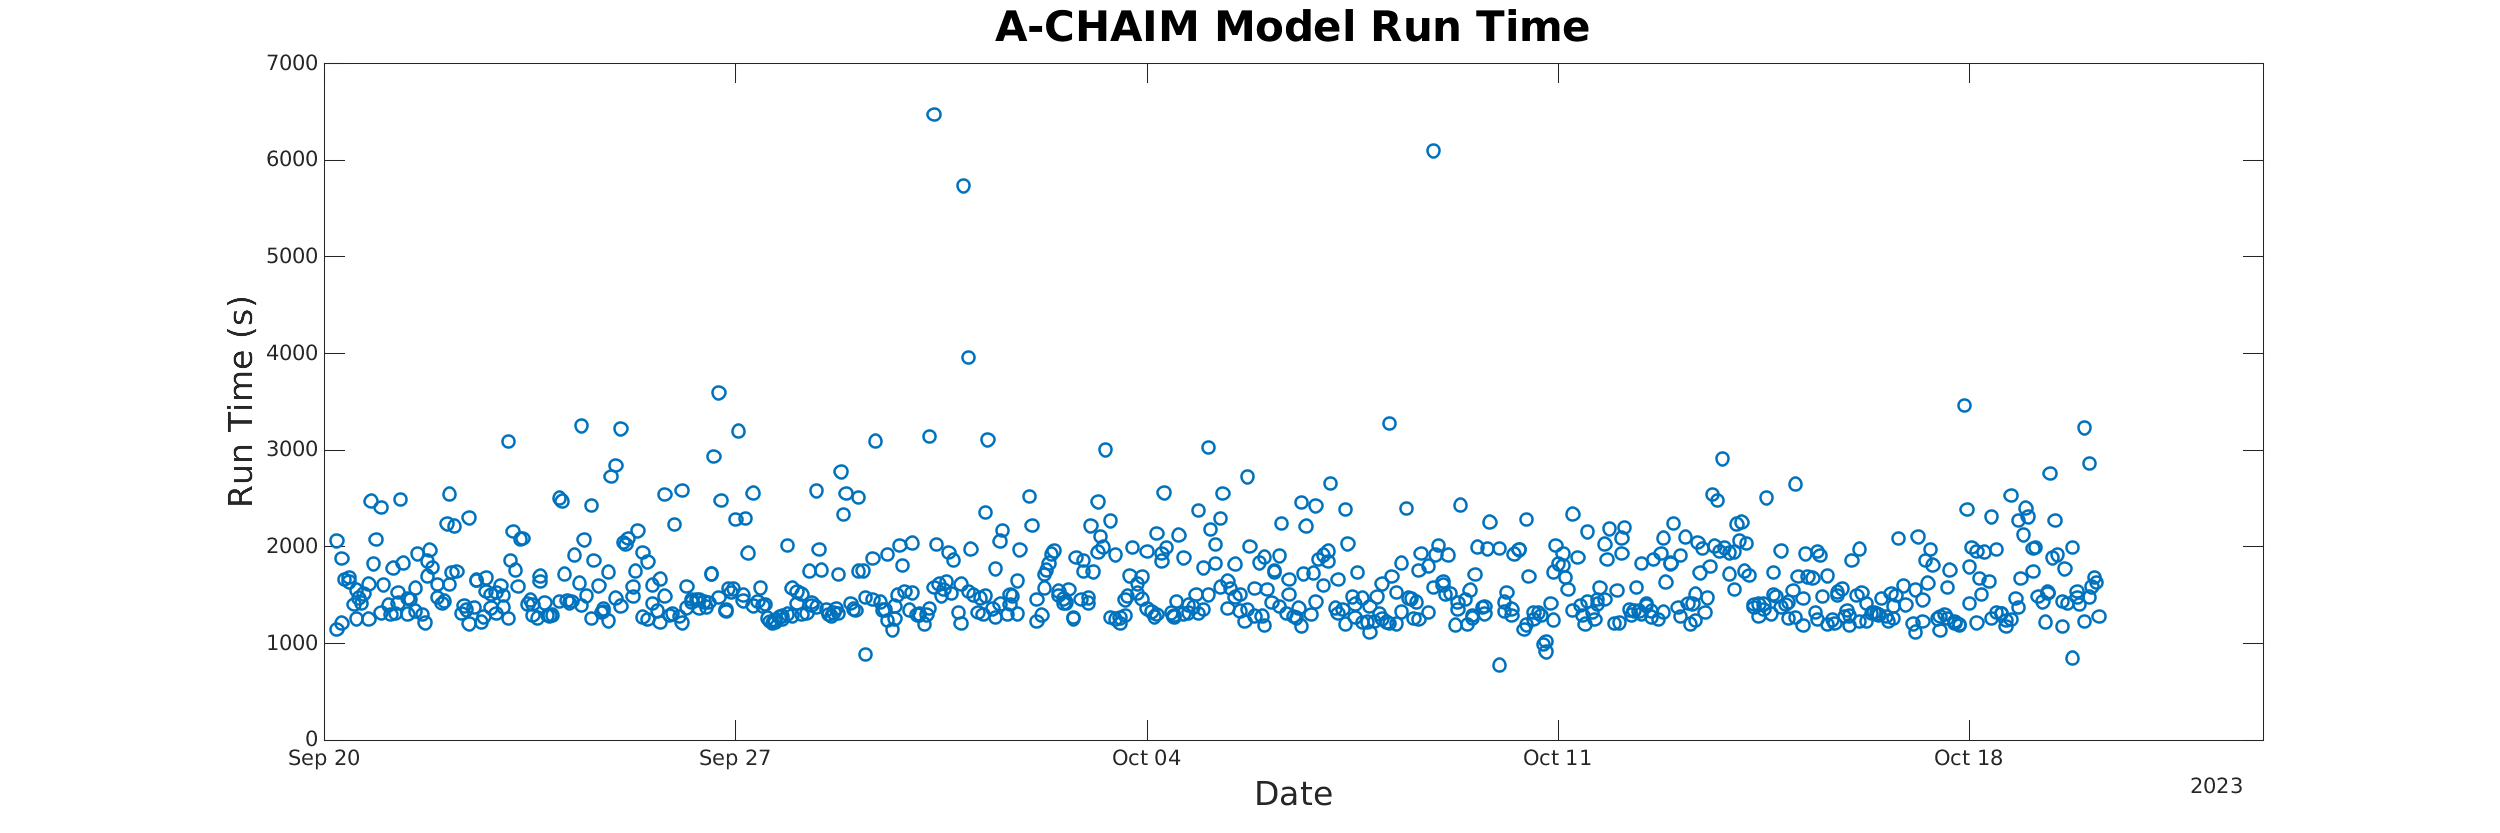 A-CHAIM Model Run Time
Run Time (s)
7000
6000
5000
4000
3000
2000
1000
0
Sep 20 Sep 27 Oct 04 Oct 11 Oct 18
2023
Date